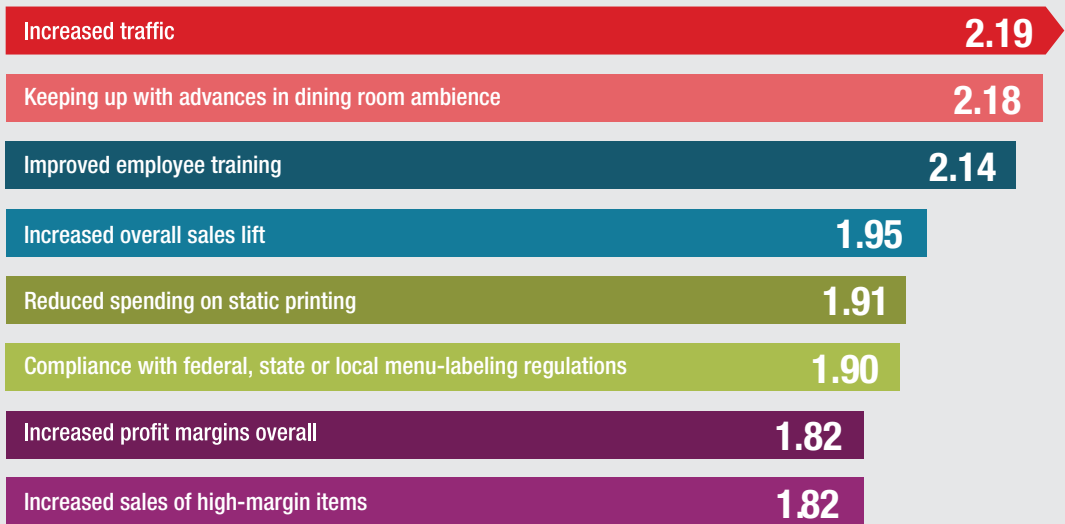 Increased traffic 2.19
Keeping up with advances in dining room ambience 2.18
Improved employee training 2.14
Increased overall sales lift 1.95
Reduced spending on static printing 1.91
Compliance with federal, state or local menu-labeling regulations 1.90
Increased profit margins overall 1.82
Increased sales of high-margin items 1.82